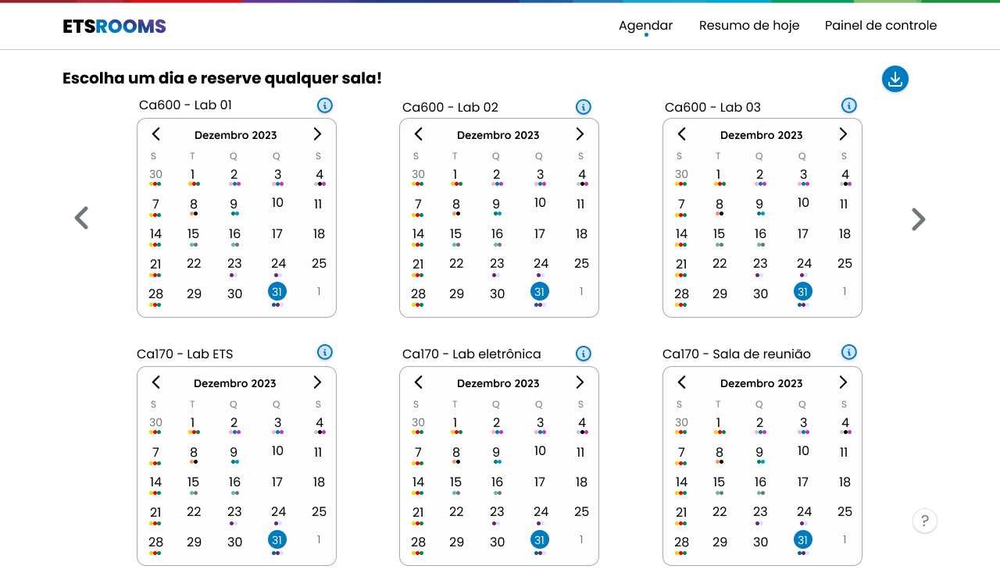 ETSROOMS
Agendar Resumo de hoje Painel de controle
Escolha um dia e reserve qualquer sala!
Ca600 - Lab 01
Dezembro 2023
S T Q Q S
30 1 2 3 4
7 8 9 10 11
14 15 16 17 18
21 22 23 24 25
28 29 30 31 1
Ca600 - Lab 02
Dezembro 2023
S T Q Q S
30 1 2 3 4
7 8 9 10 11
14 15 16 17 18
21 22 23 24 25
28 29 30 31 1
Ca600 - Lab 03
Dezembro 2023
S T Q Q S
30 1 2 3 4
7 8 9 10 11
14 15 16 17 18
21 22 23 24 25
28 29 30 31 1
Ca170 - Lab ETS
Dezembro 2023
S T Q Q S
30 1 2 3 4
7 8 9 10 11
14 15 16 17 18
21 22 23 24 25
28 29 30 31 1
Ca170 - Lab eletrônica
Dezembro 2023
S T Q Q S
30 1 2 3 4
7 8 9 10 11
14 15 16 17 18
21 22 23 24 25
28 29 30 31 1
Ca170 - Sala de reunião
Dezembro 2023
S T Q Q S
30 1 2 3 4
7 8 9 10 11
14 15 16 17 18
21 22 23 24 25
28 29 30 31 1
?